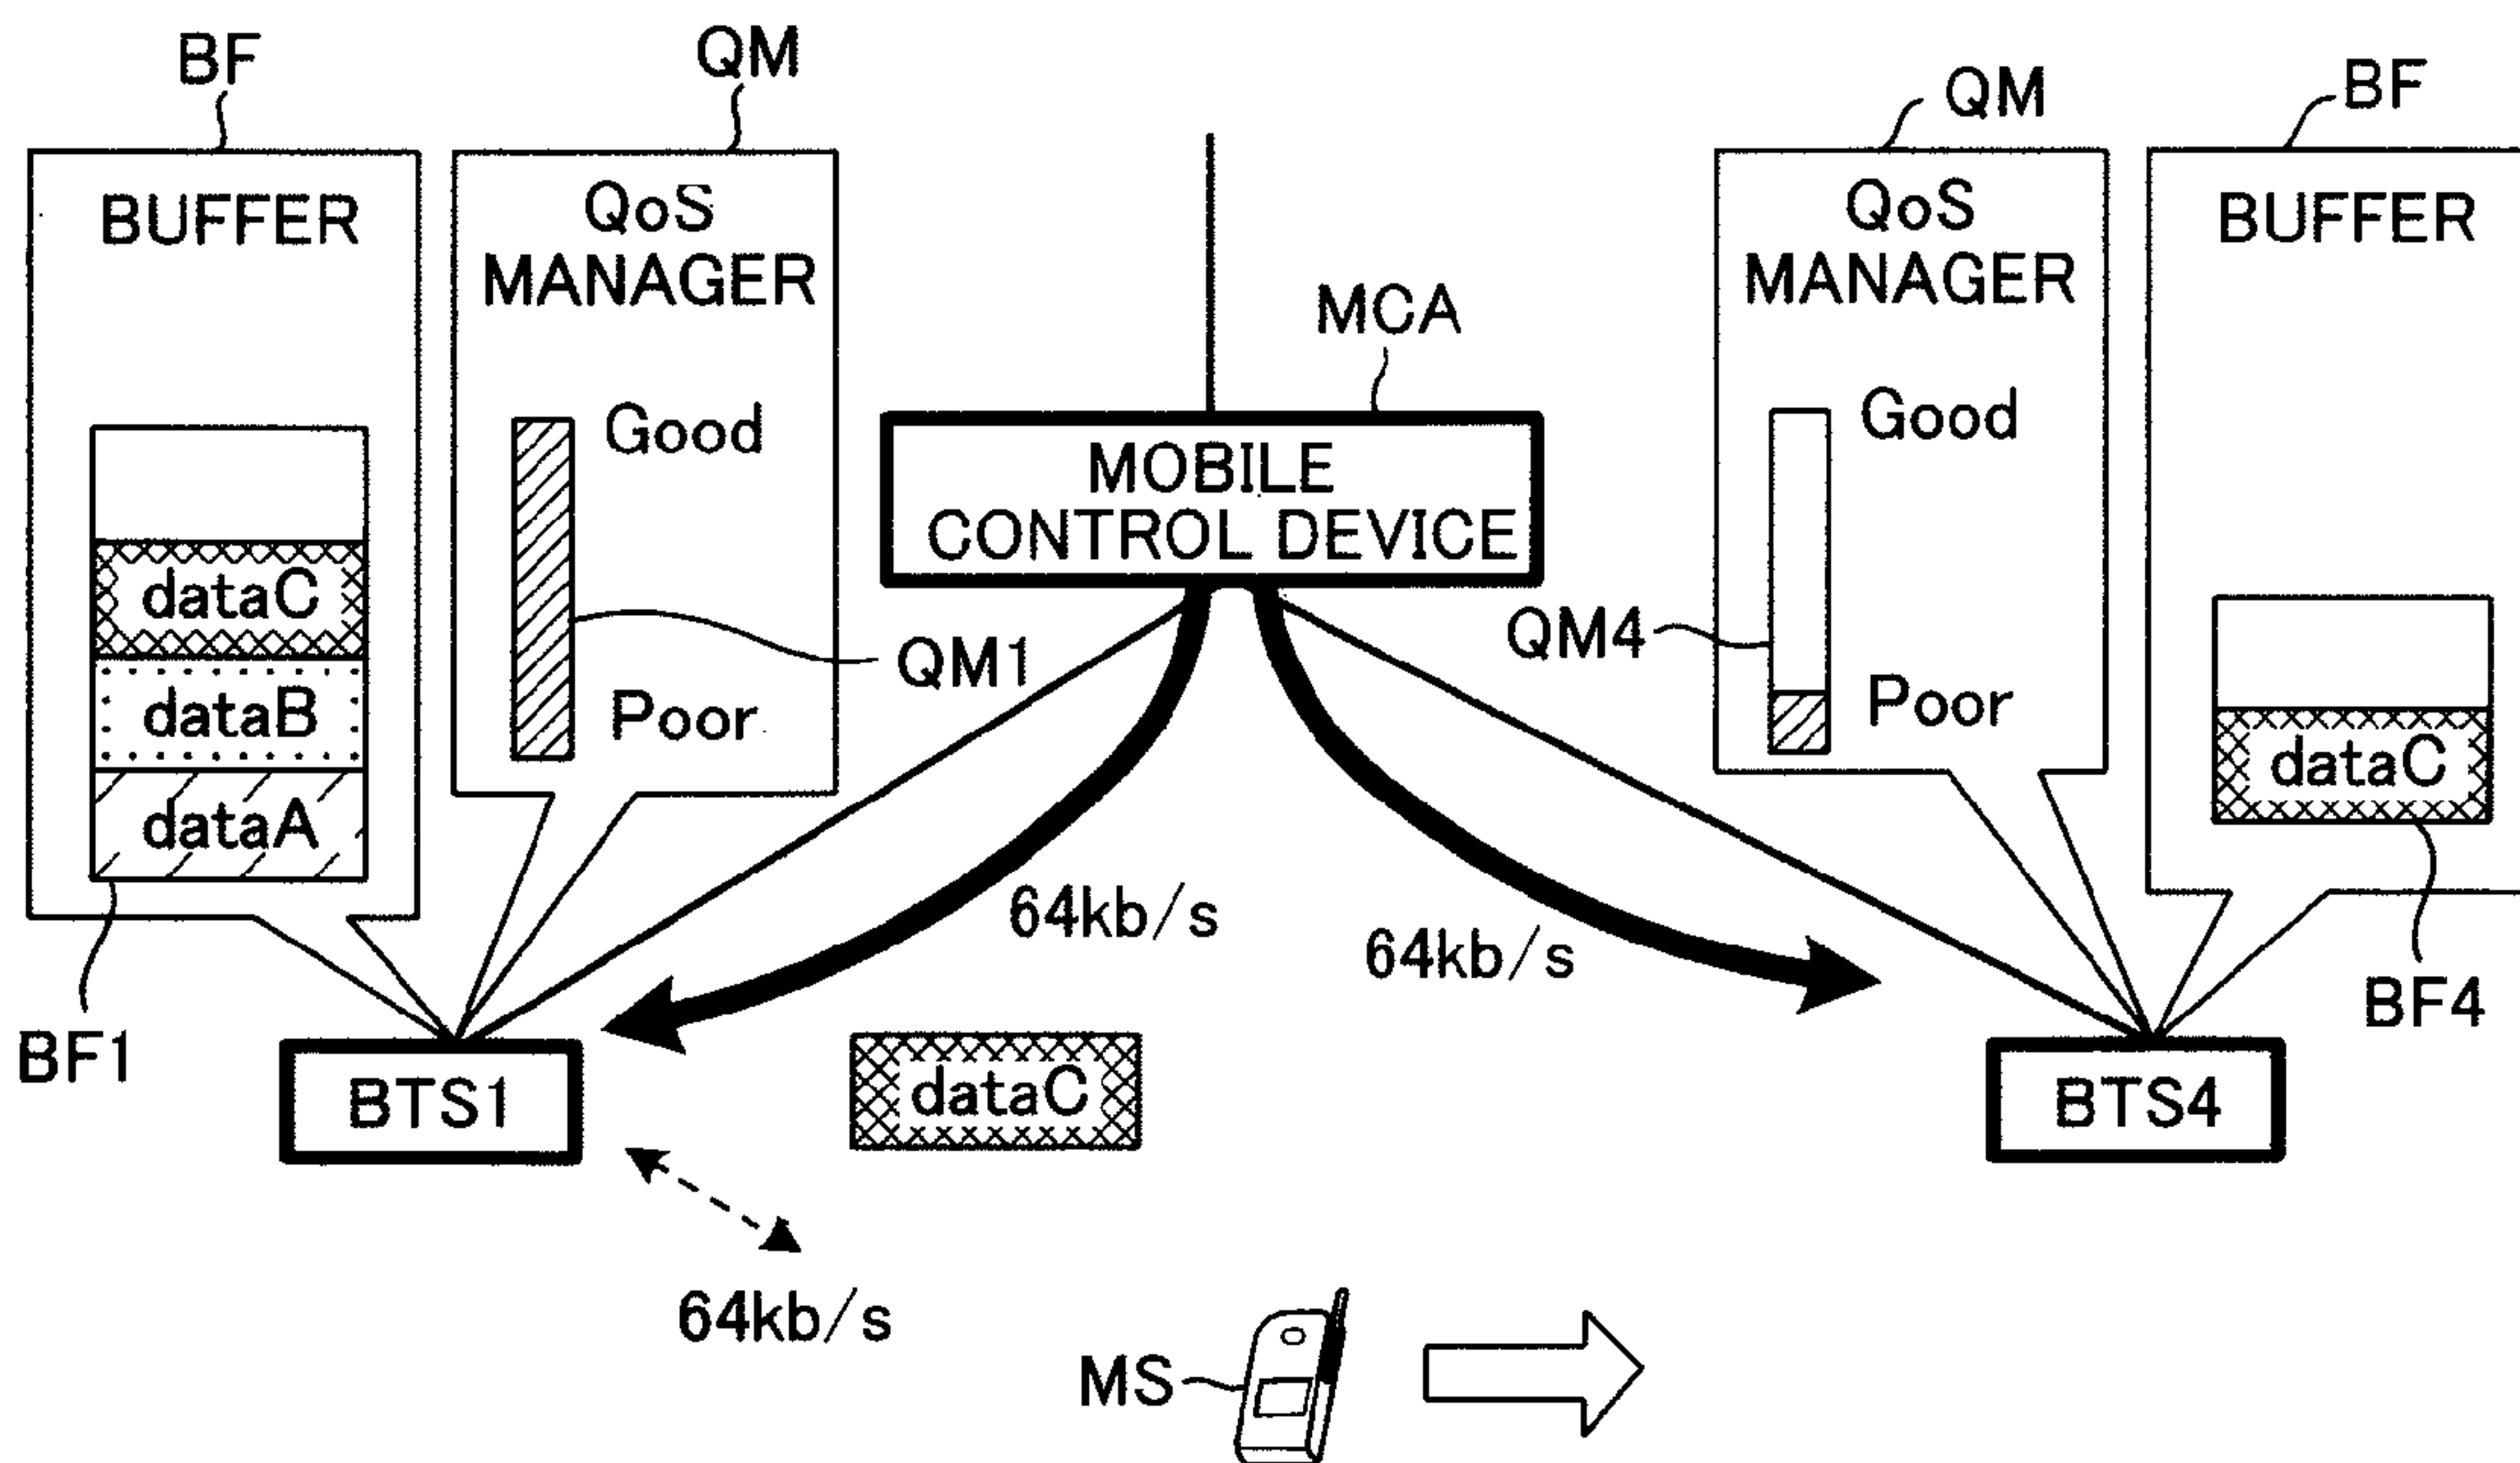 BF
QM
QM
BF
BUFFER
QoS
MANAGER
Good
Poor
QM1
dataC
dataB
dataA
BF1
MCA
MOBILE
CONTROL DEVICE
64kb/s
64kb/s
QoS
MANAGER
Good
Poor
QM4
BUFFER
dataC
BF4
BTS1
dataC
BTS4
64kb/s
MS